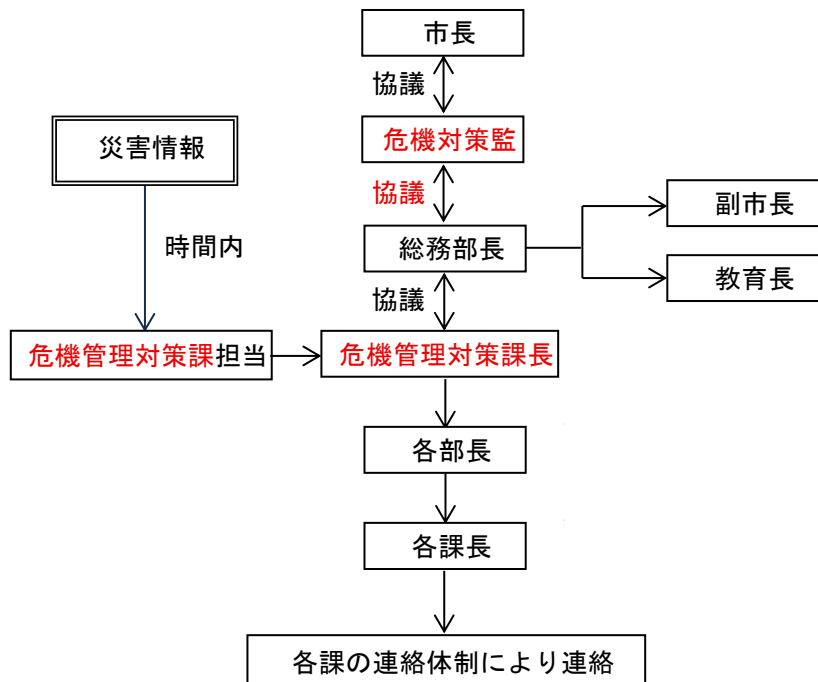 市長
協議
危機対策監
災害情報
協議
副市長
総務部長
時間内
教育長
協議
危機管理対策課担当
危機管理対策課長
各部長
各課長
各課の連絡体制により連絡